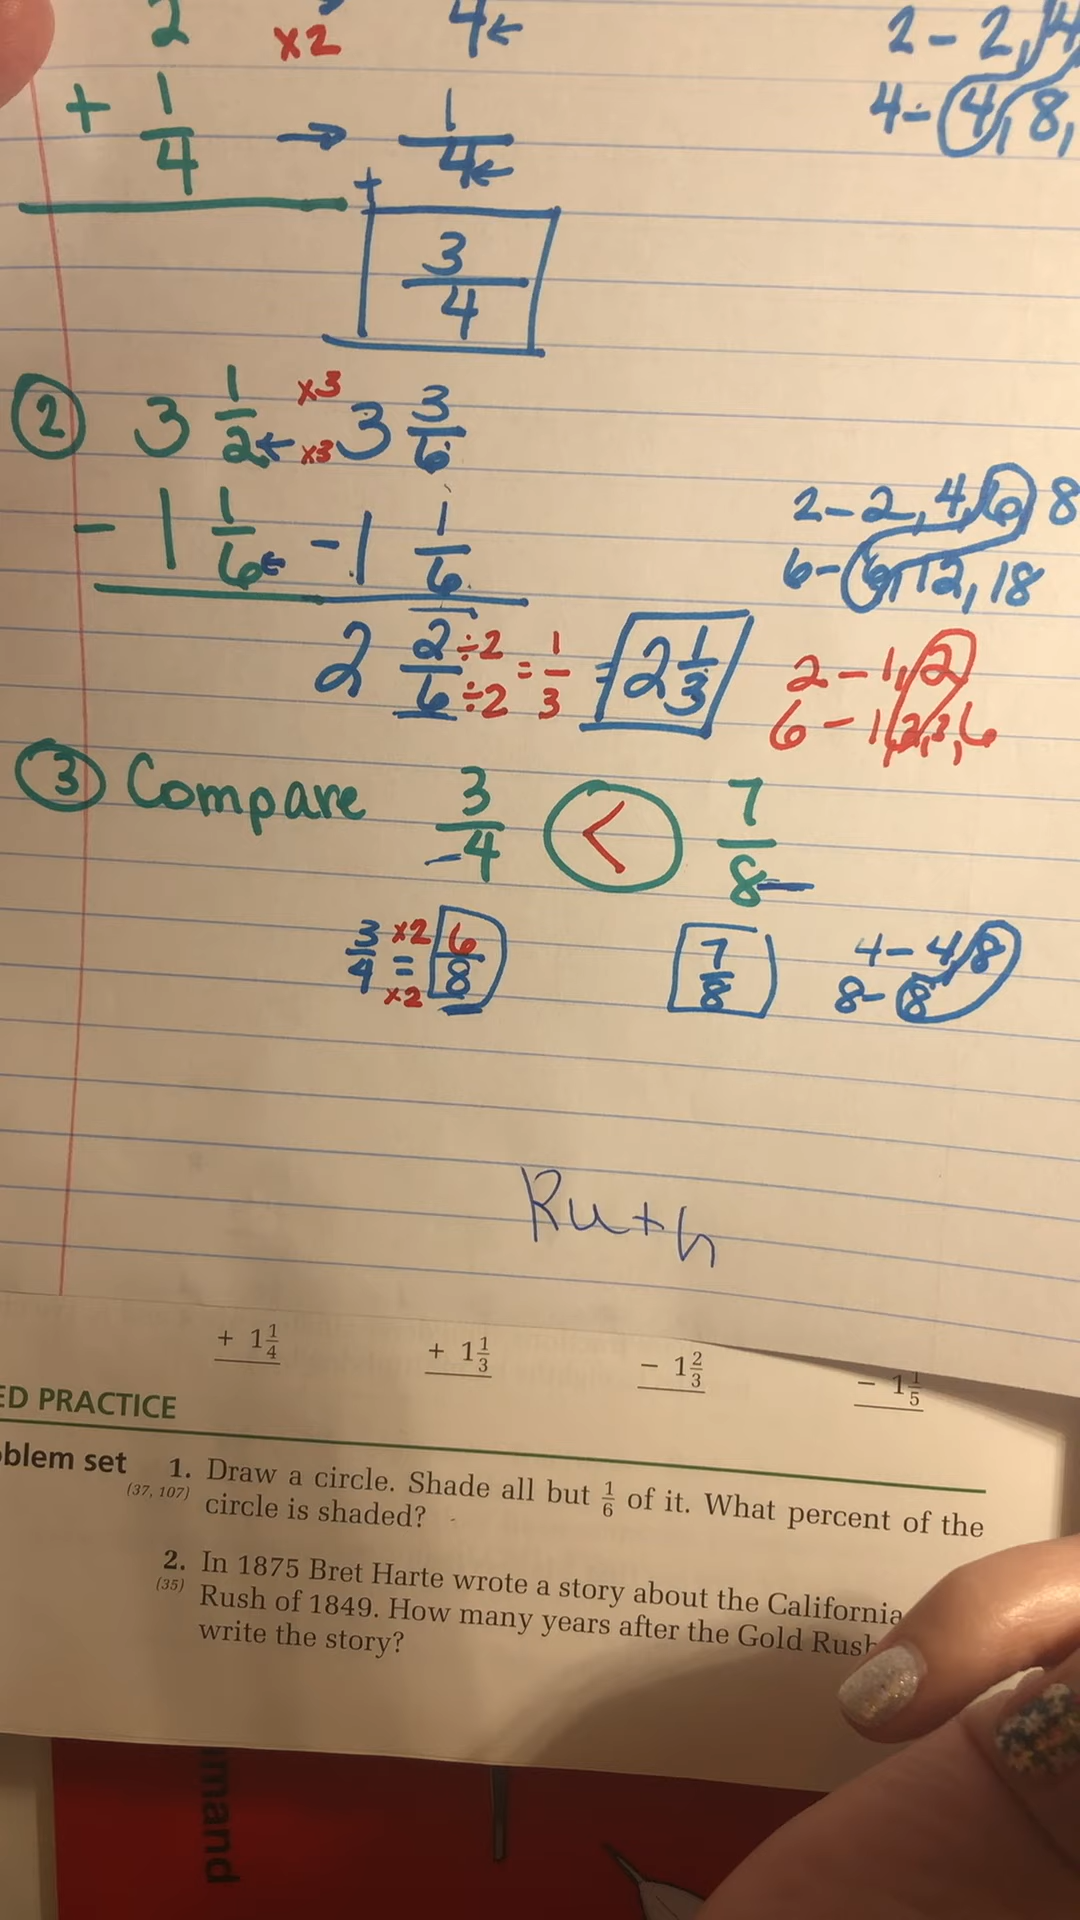 2 ×2 4←
2 - 2, 4
+ 1/4 → 1/4←
4 - 4, 8,
+
3/4
② 3 1/2← ×3 ×3 3 3/6
- 1 1/6← - 1 1/6
2 - 2, 4, 6, 8
6 - 6, 12, 18
2 2/6 ÷2 ÷2 = 1/3 = 2 1/3
2 - 1, 2
6 - 1, 2, 3, 6
③ Compare 3/4 < 7/8
3/4 ×2 = ×2 6/8
7/8
4 - 4, 8
8 - 8
Ruth
+ 1 1/4 + 1 1/3 - 1 2/3 - 1 1/5
ED PRACTICE
oblem set 1. Draw a circle. Shade all but 1/6 of it. What percent of the
(37, 107) circle is shaded?
2. In 1875 Bret Harte wrote a story about the California
(35) Rush of 1849. How many years after the Gold Rush
write the story?
mand